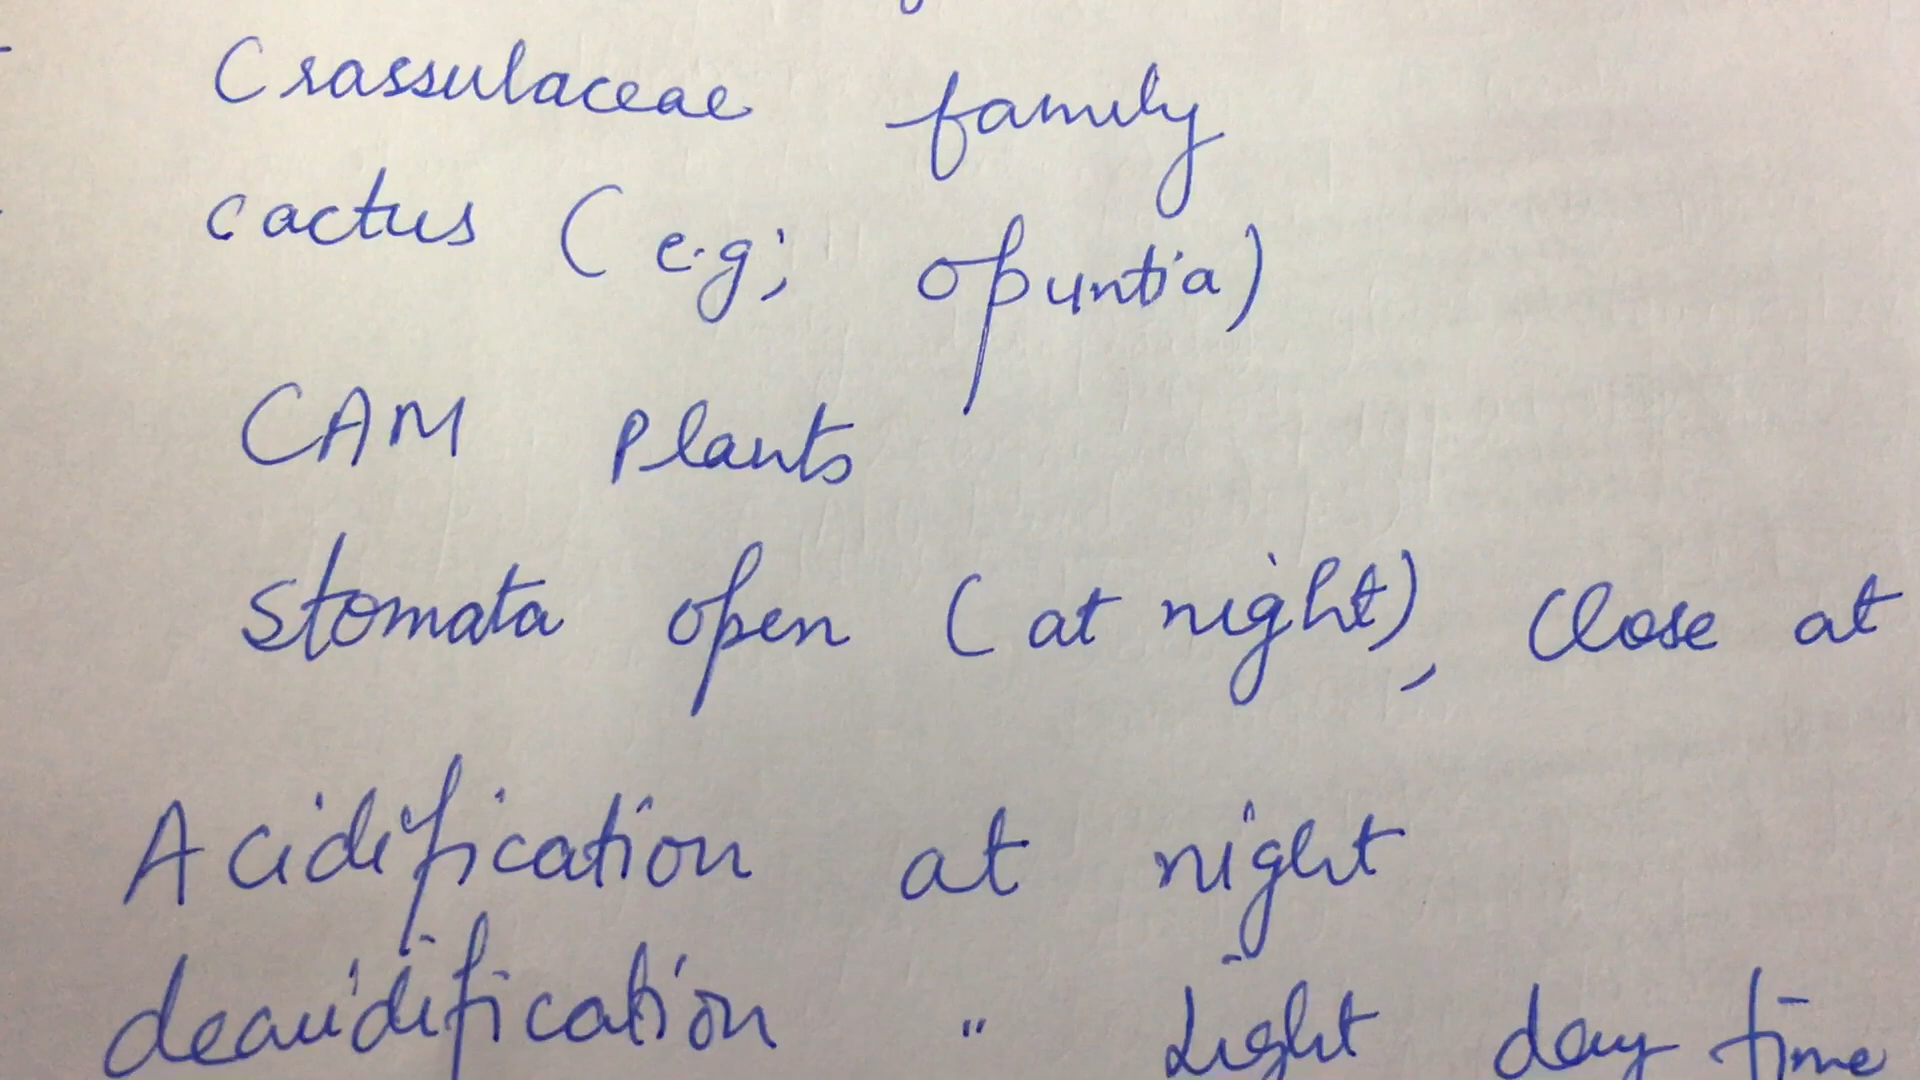 Crassulaceae family
cactus (e.g; opuntia)
CAM Plants
Stomata open (at night), Close at
Acidification at night
deacidification " Light day time